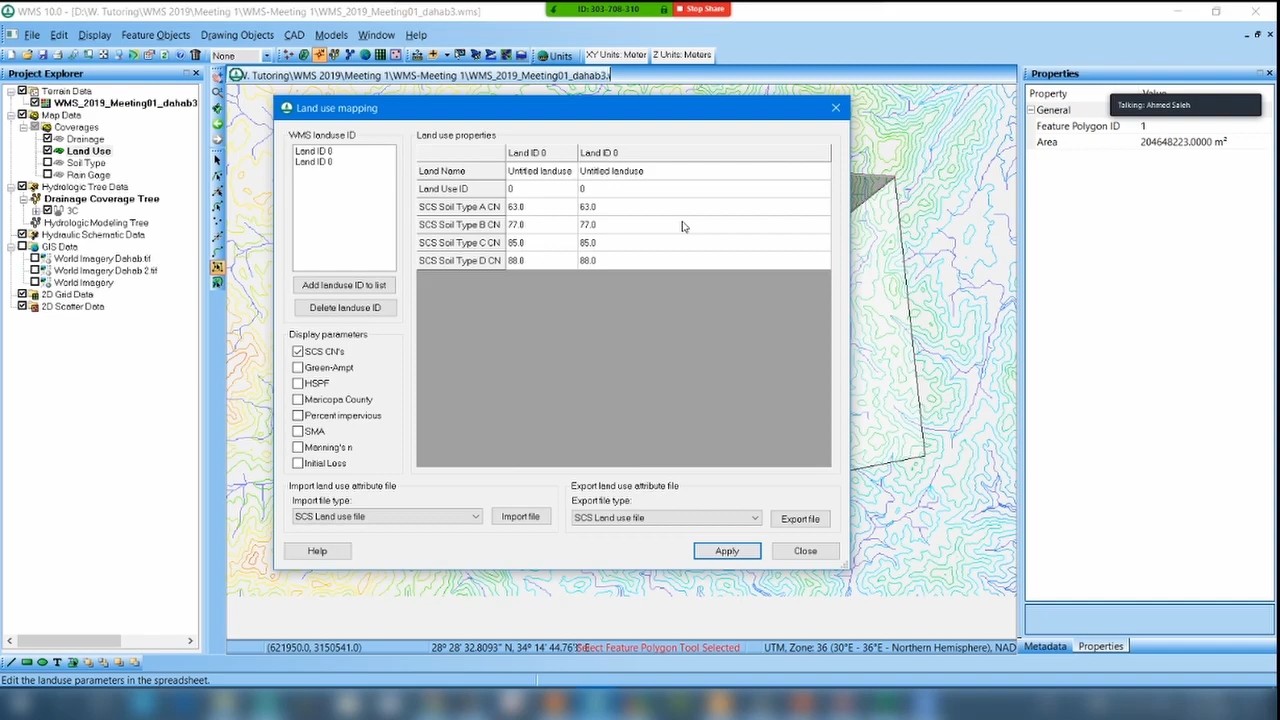 WMS 10.0 - Tutoring\WMS 2019\Meeting 1\WMS-Meeting 1\WMS_2019_Meeting01_dahab.wms]
ID: 303-708-310
Stop Share
File Edit Display Feature Objects Drawing Objects CAD Models Window Help
None
Units
XY Units: Meter
Z Units: Meters
Project Explorer
Terrain Data
WMS_2019_Meeting01_dahab3
Map Data
Coverages
Drainage
Land Use
Soil Type
Rain Gage
Hydrologic Tree Data
Drainage Coverage Tree
3C
Hydrologic Modeling Tree
Hydraulic Schematic Data
GIS Data
World Imagery Dahab.tif
World Imagery Dahab 2.tif
World Imagery
2D Grid Data
2D Scatter Data
Tutoring\WMS 2019\Meeting 1\WMS-Meeting 1\WMS_2019_Meeting01_dahab3.
Land use mapping
WMS landuse ID
Land ID 0
Land ID 0
Add landuse ID to list
Delete landuse ID
Display parameters
SCS CN's
Green-Ampt
HSPF
Maricopa County
Percent impervious
SMA
Manning's n
Initial Loss
Land use properties
Land ID 0 Land ID 0
Land Name Untitled landuse Untitled landuse
Land Use ID 0 0
SCS Soil Type A CN 63.0 63.0
SCS Soil Type B CN 77.0 77.0
SCS Soil Type C CN 85.0 85.0
SCS Soil Type D CN 88.0 88.0
Import land use attribute file
Import file type:
SCS Land use file
Import file
Export land use attribute file
Export file type:
SCS Land use file
Export file
Help
Apply
Close
Properties
Property Value
Talking: Ahmed Saleh
General
Feature Polygon ID 1
Area 204648223.0000 m²
Metadata Properties
(621950.0, 3150541.0)
28° 28' 32.8093" N, 34° 14' 44.76
Select Feature Polygon Tool Selected
UTM, Zone: 36 (30°E - 36°E - Northern Hemisphere), NAD
Edit the landuse parameters in the spreadsheet.